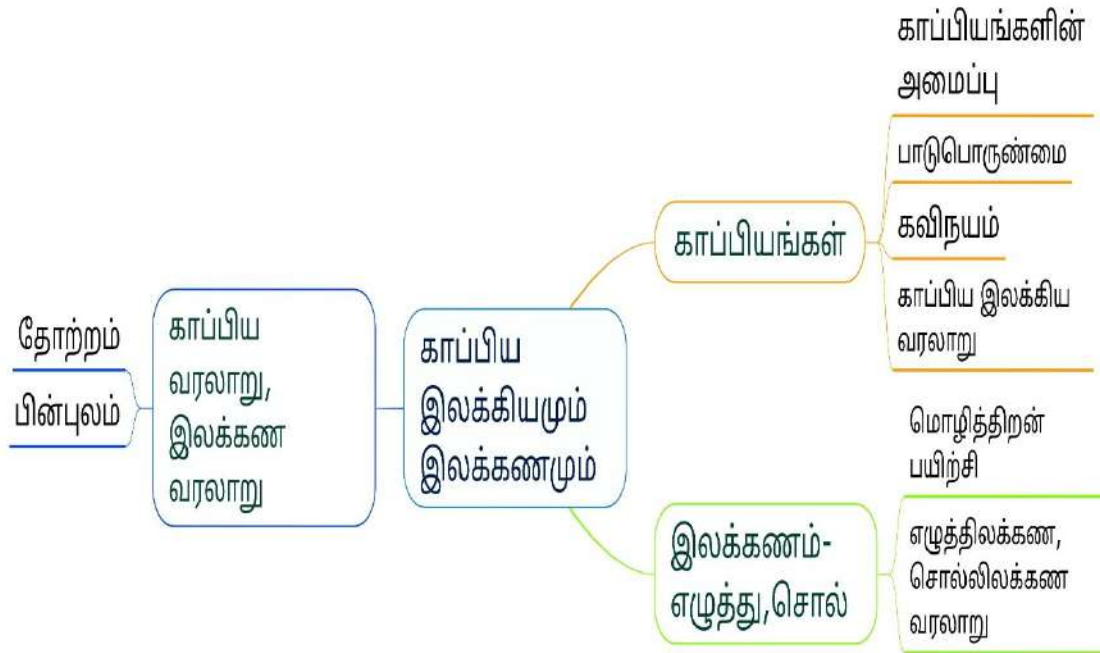 தோற்றம்
பின்புலம்
காப்பிய
வரலாறு,
இலக்கண
வரலாறு
காப்பிய
இலக்கியமும்
இலக்கணமும்
காப்பியங்கள்
காப்பியங்களின்
அமைப்பு
பாடுபொருண்மை
கவிநயம்
காப்பிய இலக்கிய
வரலாறு
இலக்கணம்-
எழுத்து,சொல்
மொழித்திறன்
பயிற்சி
எழுத்திலக்கண,
சொல்லிலக்கண
வரலாறு